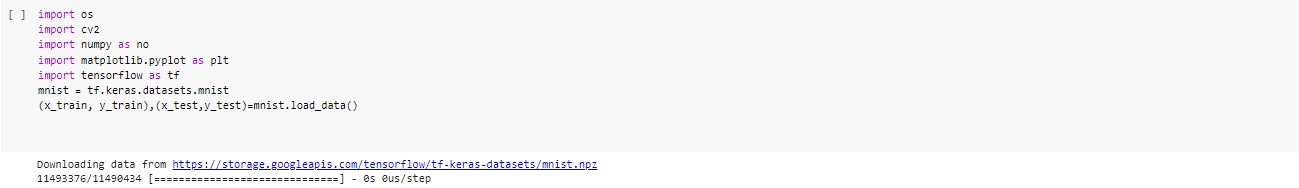 [ ] import os
import cv2
import numpy as no
import matplotlib.pyplot as plt
import tensorflow as tf
mnist = tf.keras.datasets.mnist
(x_train, y_train),(x_test,y_test)=mnist.load_data()
Downloading data from https://storage.googleapis.com/tensorflow/tf-keras-datasets/mnist.npz
11493376/11490434 [==============================] - 0s 0us/step